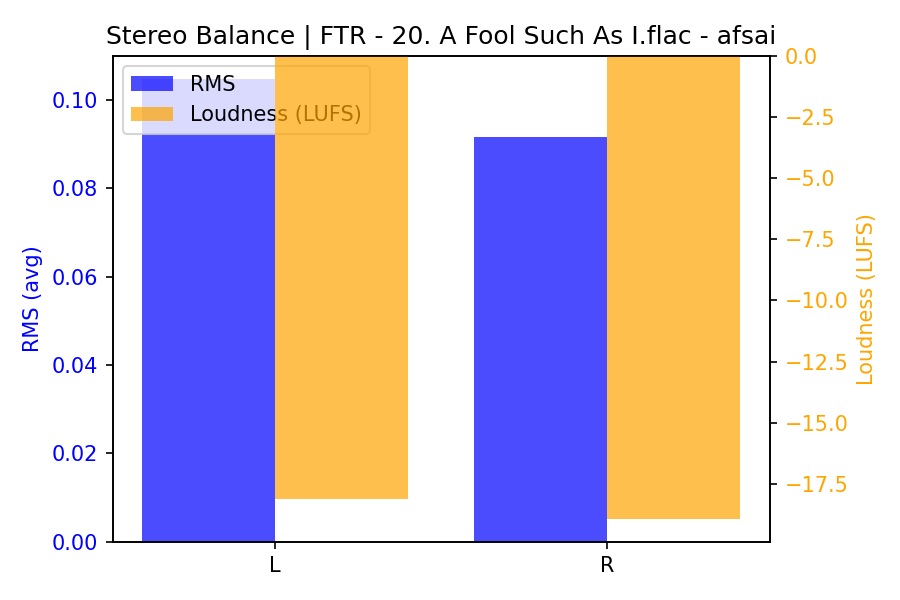 Stereo Balance | FTR - 20. A Fool Such As I.flac - afsai
RMS
Loudness (LUFS)
RMS (avg)
0.10
0.08
0.06
0.04
0.02
0.00
0.0
−2.5
−5.0
−7.5
−10.0
−12.5
−15.0
−17.5
Loudness (LUFS)
L
R